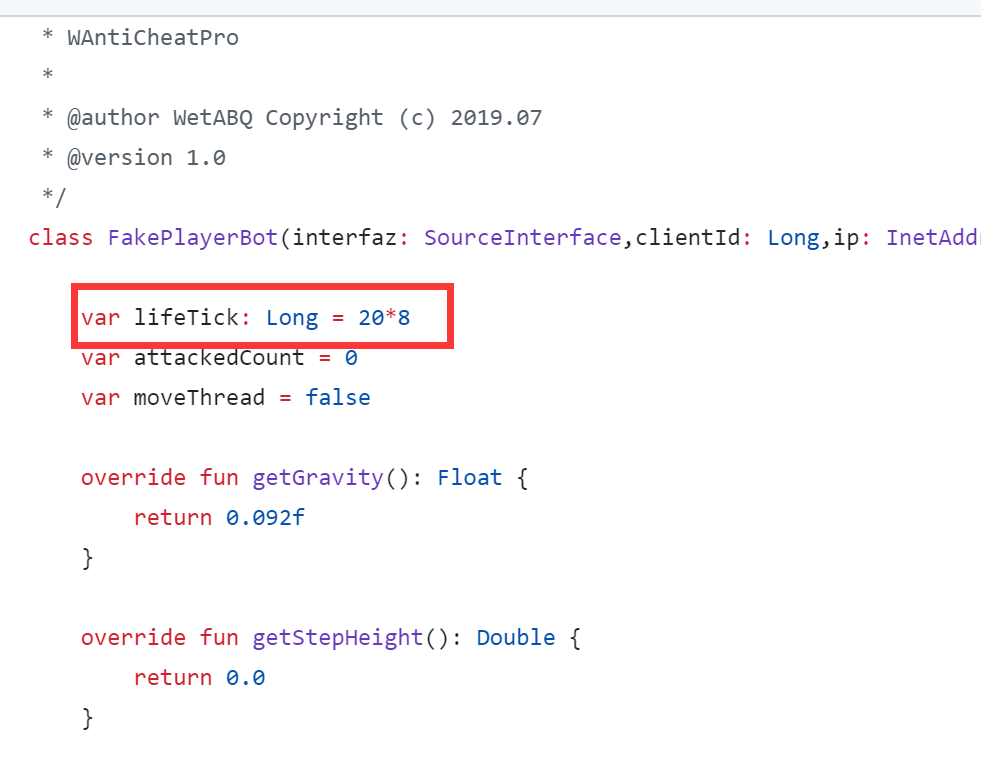 * WAntiCheatPro
*
* @author WetABQ Copyright (c) 2019.07
* @version 1.0
*/
class FakePlayerBot(interfaz: SourceInterface,clientId: Long,ip: InetAdd
var lifeTick: Long = 20*8
var attackedCount = 0
var moveThread = false
override fun getGravity(): Float {
return 0.092f
}
override fun getStepHeight(): Double {
return 0.0
}